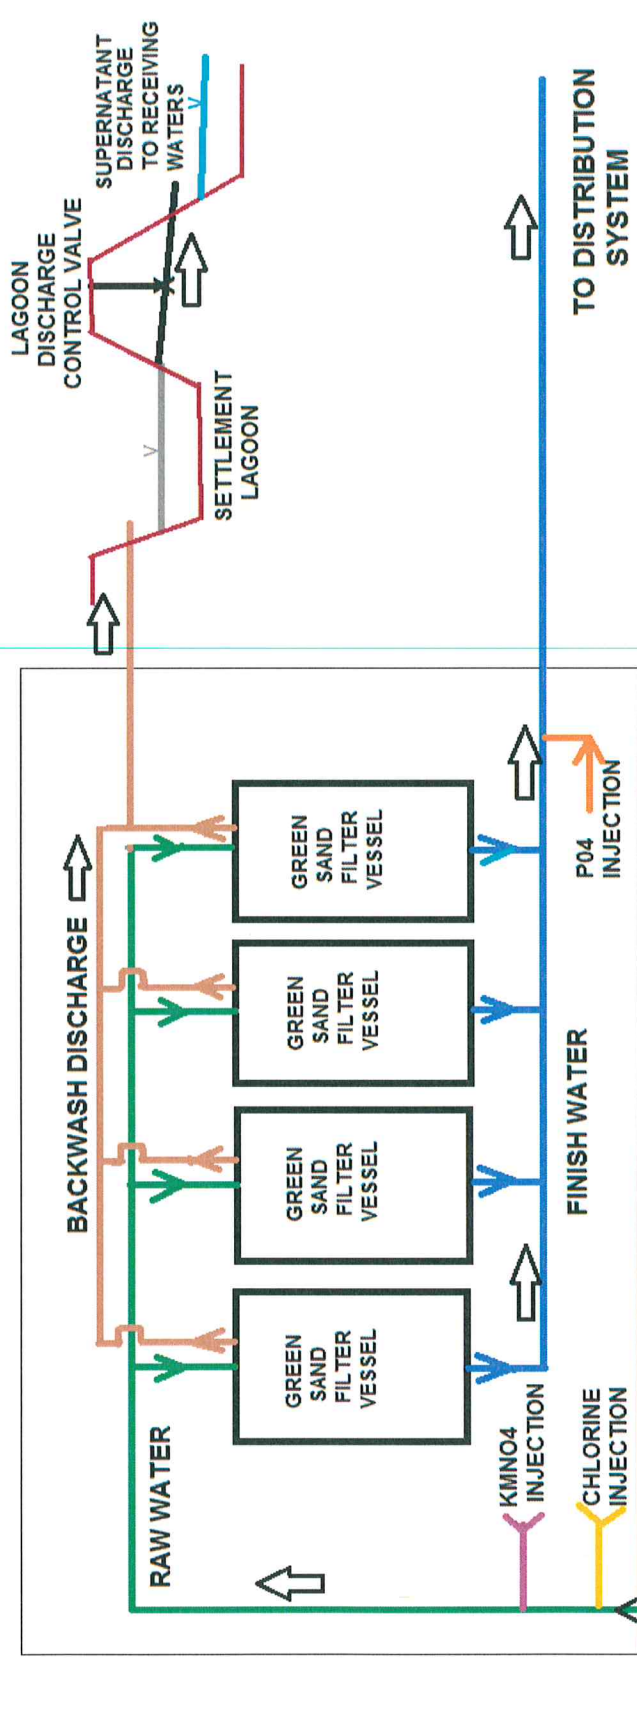 LAGOON
DISCHARGE
CONTROL VALVE
SUPERNATANT
DISCHARGE
TO RECEIVING
WATERS
SETTLEMENT
LAGOON
BACKWASH DISCHARGE
RAW WATER
GREEN
SAND
FILTER
VESSEL
GREEN
SAND
FILTER
VESSEL
GREEN
SAND
FILTER
VESSEL
GREEN
SAND
FILTER
VESSEL
KMNO4
INJECTION
CHLORINE
INJECTION
FINISH WATER
P04
INJECTION
TO DISTRIBUTION
SYSTEM